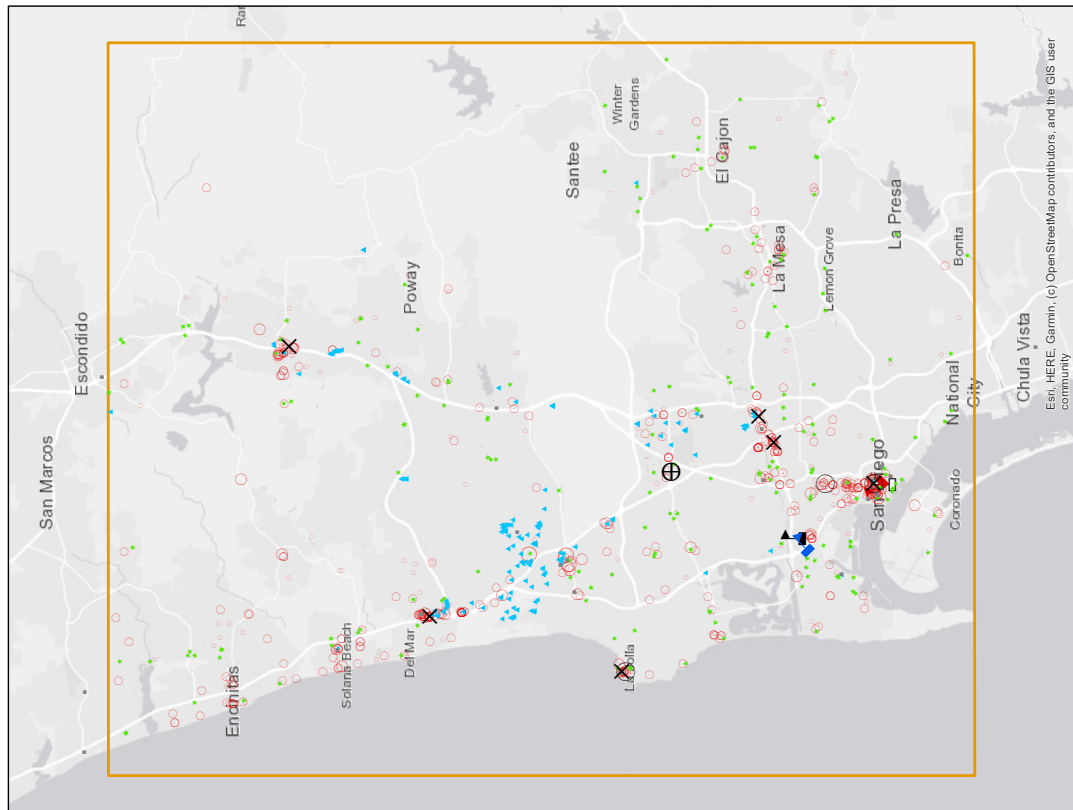 Ra
Escondido
San Marcos
Poway
Santee
Winter
Gardens
El Cajon
La Mesa
Lemon Grove
La Presa
Bonita
Encinitas
Solana Beach
Del Mar
La Jolla
San Diego
Coronado
National
City
Chula Vista
Esri, HERE, Garmin, (c) OpenStreetMap contributors, and the GIS user
community